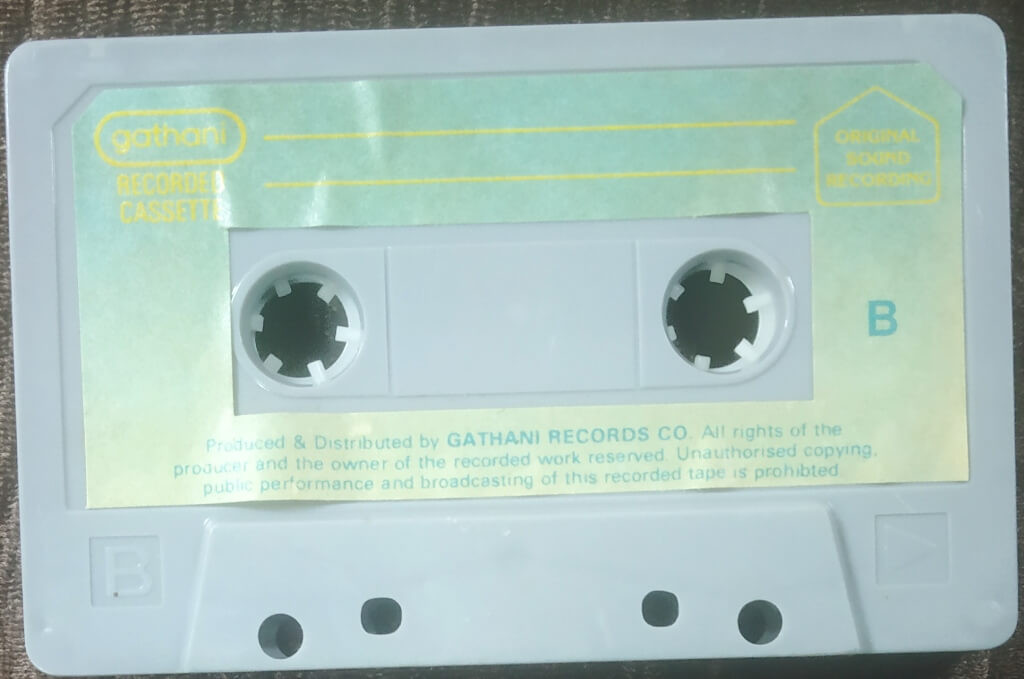 gathani
RECORDED
CASSETTE
ORIGINAL
SOUND
RECORDING
B
Produced & Distributed by GATHANI RECORDS CO. All rights of the
producer and the owner of the recorded work reserved. Unauthorised copying,
public performance and broadcasting of this recorded tape is prohibted.
B